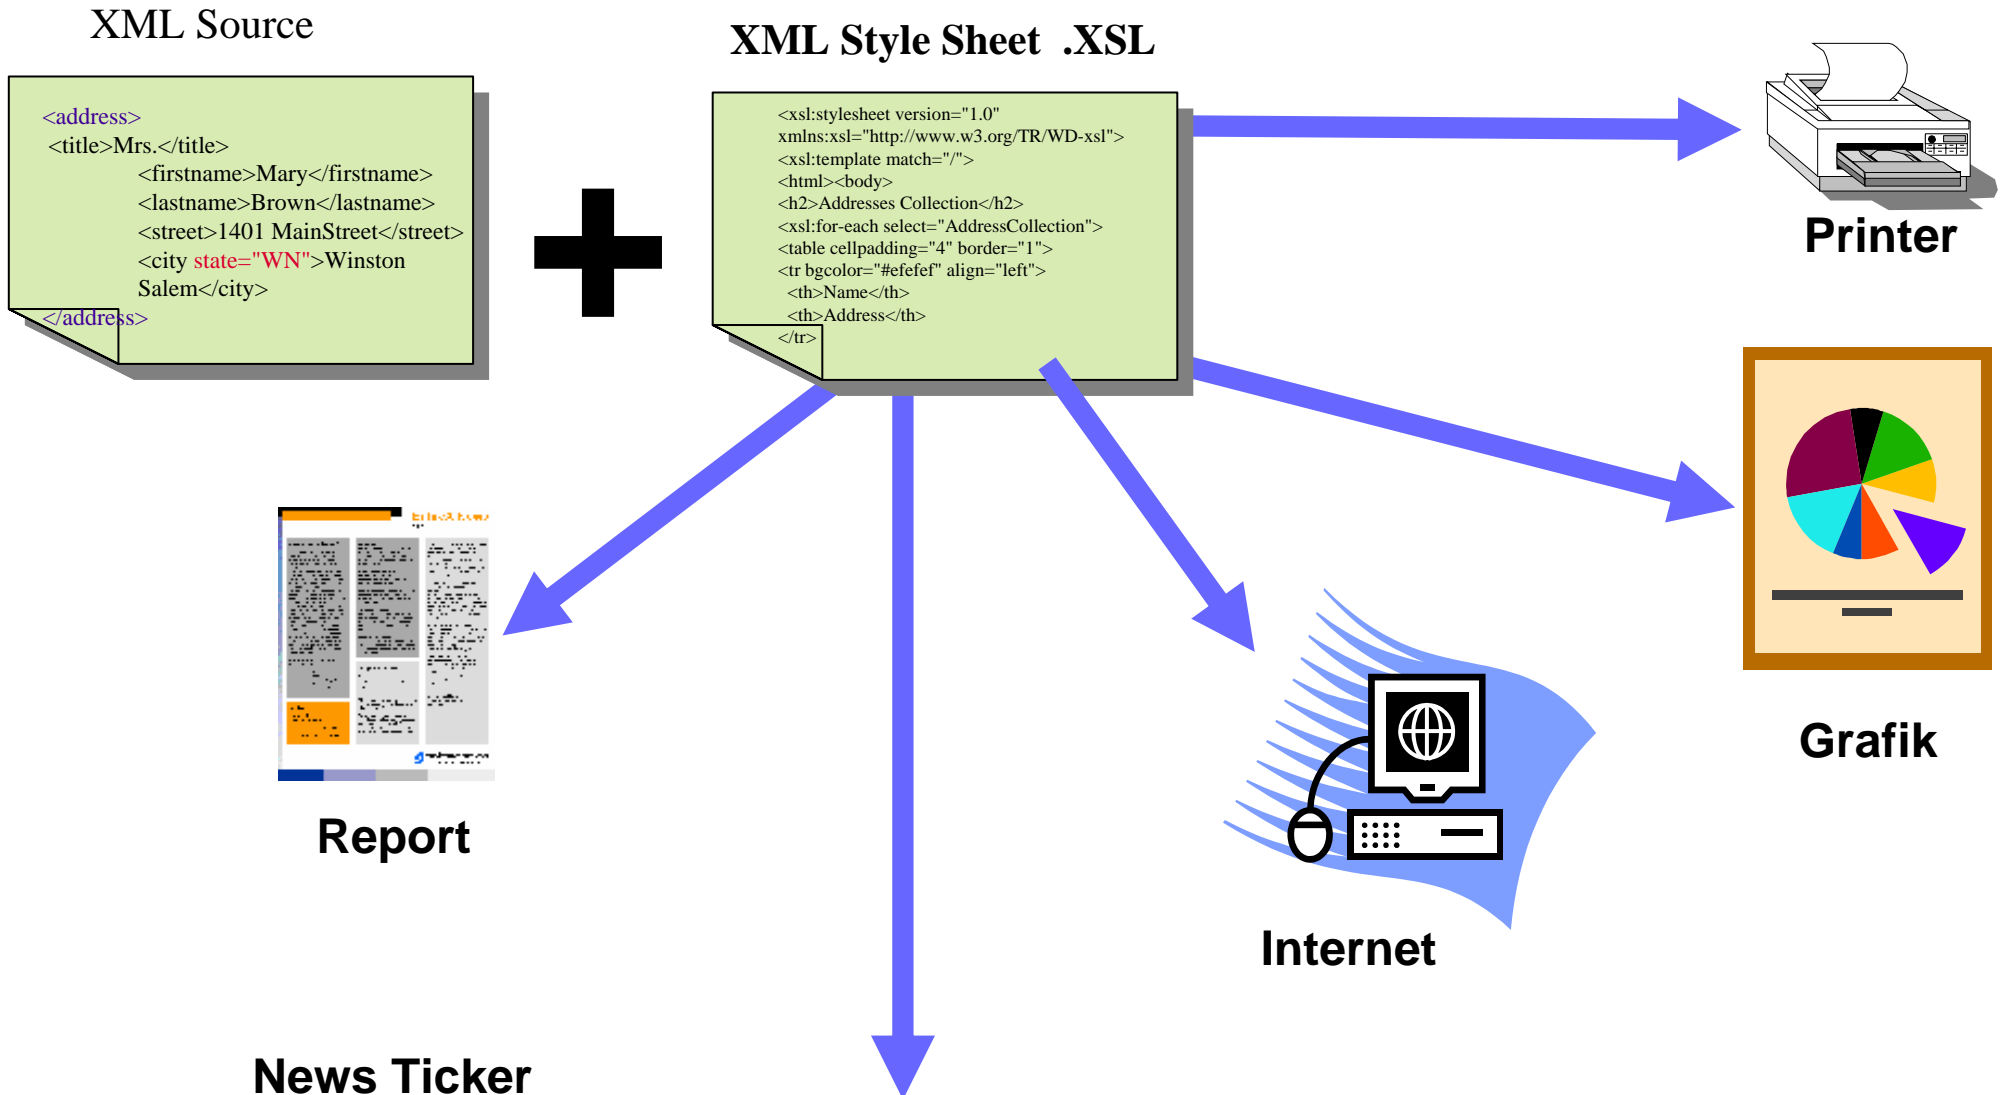 XML Source
XML Style Sheet .XSL
<address>
<title>Mrs.</title>
<firstname>Mary</firstname>
<lastname>Brown</lastname>
<street>1401 MainStreet</street>
<city state="WN">Winston
Salem</city>
</address>
<xsl:stylesheet version="1.0"
xmlns:xsl="http://www.w3.org/TR/WD-xsl">
<xsl:template match="/">
<html><body>
<h2>Addresses Collection</h2>
<xsl:for-each select="AddressCollection">
<table cellpadding="4" border="1">
<tr bgcolor="#efefef" align="left">
<th>Name</th>
<th>Address</th>
</tr>
Printer
Grafik
Report
Internet
News Ticker